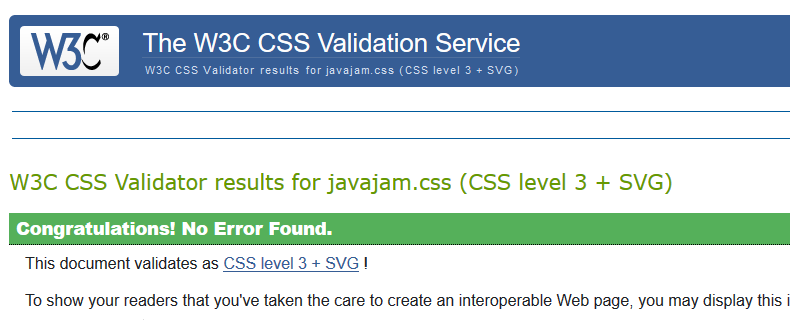 W3C®
The W3C CSS Validation Service
W3C CSS Validator results for javajam.css (CSS level 3 + SVG)
W3C CSS Validator results for javajam.css (CSS level 3 + SVG)
Congratulations! No Error Found.
This document validates as CSS level 3 + SVG !
To show your readers that you've taken the care to create an interoperable Web page, you may display this i